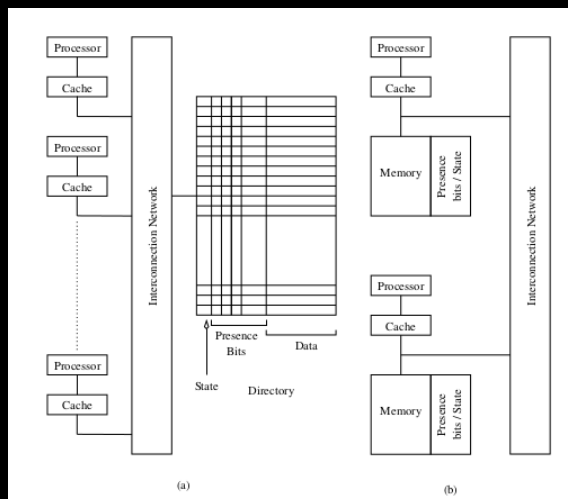 Processor
Cache
Processor
Cache
Processor
Cache
Interconnection Network
State
Presence
Bits
Data
Directory
(a)
Processor
Cache
Memory
Presence
bits / State
Processor
Cache
Memory
Presence
bits / State
Interconnection Network
(b)